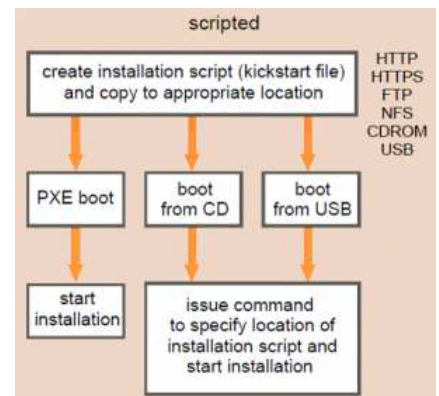 scripted
create installation script (kickstart file)
and copy to appropriate location
HTTP
HTTPS
FTP
NFS
CDROM
USB
PXE boot
boot
from CD
boot
from USB
start
installation
issue command
to specify location of
installation script and
start installation